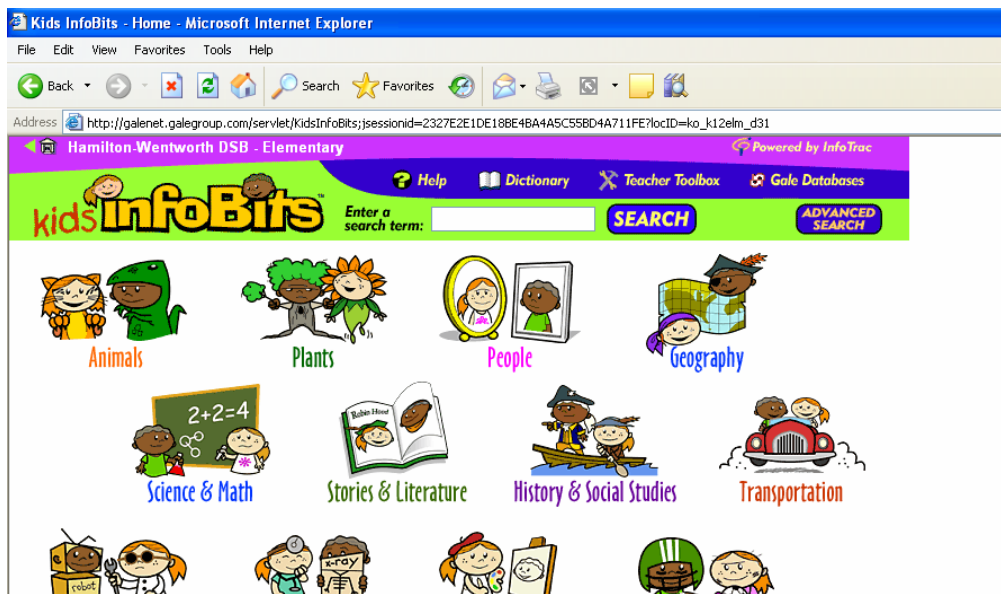 Kids InfoBits - Home - Microsoft Internet Explorer
File Edit View Favorites Tools Help
Back Search Favorites
Address http://galenet.galegroup.com/servlet/KidsInfoBits;jsessionid=2327E2E1DE18BE4BA4A5C55BD4A711FE?locID=ko_k12elm_d31
Hamilton-Wentworth DSB - Elementary Powered by InfoTrac
? Help Dictionary Teacher Toolbox Gale Databases
kids InfoBits™
Enter a
search term: SEARCH ADVANCED
SEARCH
Animals Plants People Geography
2+2=4
Robin Hood
Science & Math Stories & Literature History & Social Studies Transportation
robot x-ray